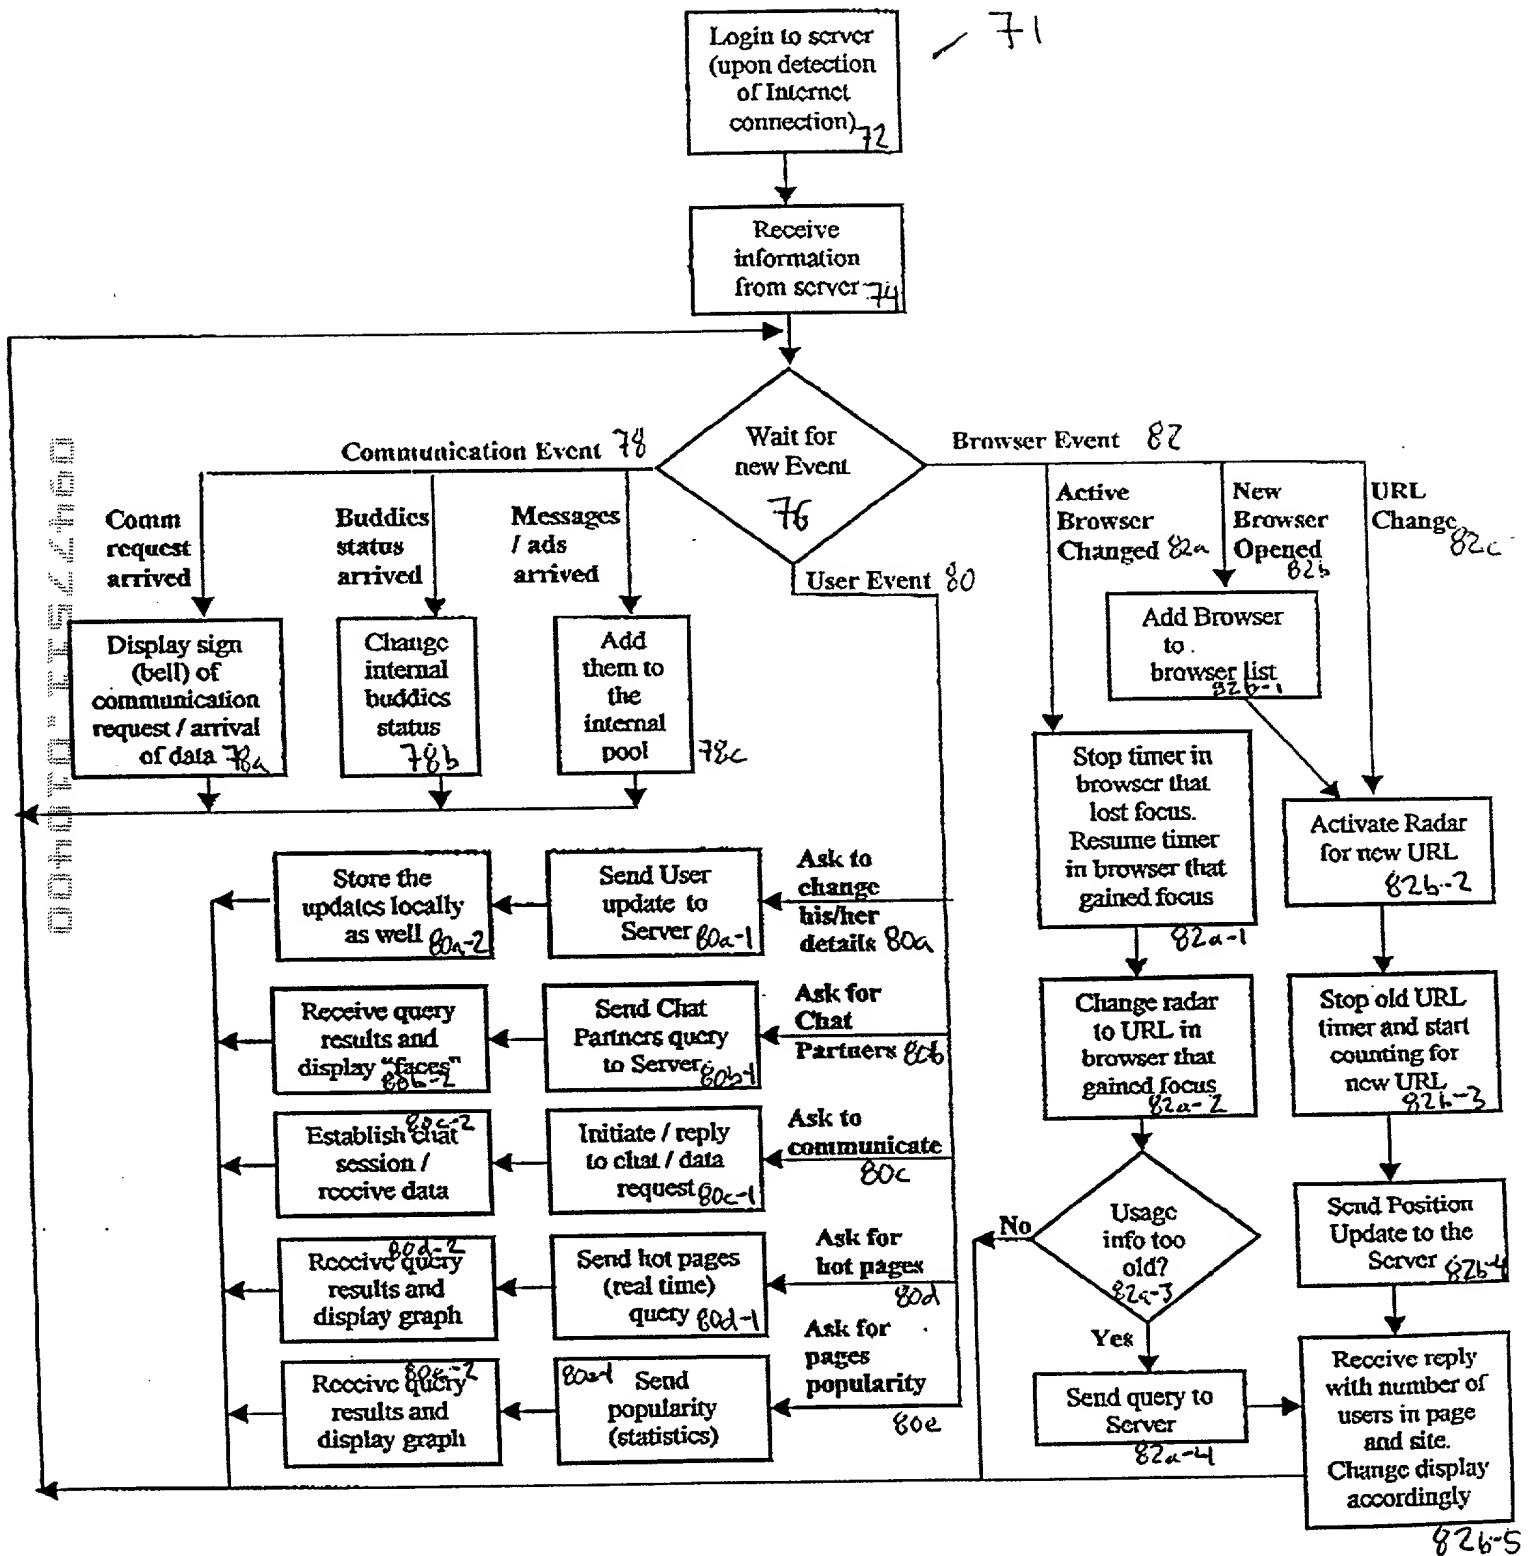 Login to server
(upon detection
of Internet
connection) 72
71
Receive
information
from server 74
Wait for
new Event
76
Communication Event 78
Comm
request
arrived
Buddies
status
arrived
Messages
/ ads
arrived
Display sign
(bell) of
communication
request / arrival
of data 78a
Change
internal
buddies
status
78b
Add
them to
the
internal
pool
78c
User Event 80
Browser Event 82
Active
Browser
Changed 82a
New
Browser
Opened
82b
URL
Change
82c
Add Browser
to
browser list
82b-1
Stop timer in
browser that
lost focus.
Resume timer
in browser that
gained focus
82a-1
Activate Radar
for new URL
82b-2
Store the
updates locally
as well 80a-2
Send User
update to
Server 80a-1
Ask to
change
his/her
details 80a
Receive query
results and
display "faces"
80b-2
Send Chat
Partners query
to Server 80b-1
Ask for
Chat
Partners 80b
80c-2
Establish chat
session /
receive data
Initiate / reply
to chat / data
request 80c-1
Ask to
communicate
80c
80d-2
Receive query
results and
display graph
Send hot pages
(real time)
query 80d-1
Ask for
hot pages
80d
80e-2
Receive query
results and
display graph
80e-1 Send
popularity
(statistics)
Ask for
pages
popularity
80e
Change radar
to URL in
browser that
gained focus
82a-2
Stop old URL
timer and start
counting for
new URL
82b-3
Usage
info too
old?
82a-3
No
Yes
Send Position
Update to the
Server 82b-4
Send query to
Server
82a-4
Receive reply
with number of
users in page
and site.
Change display
accordingly
82b-5